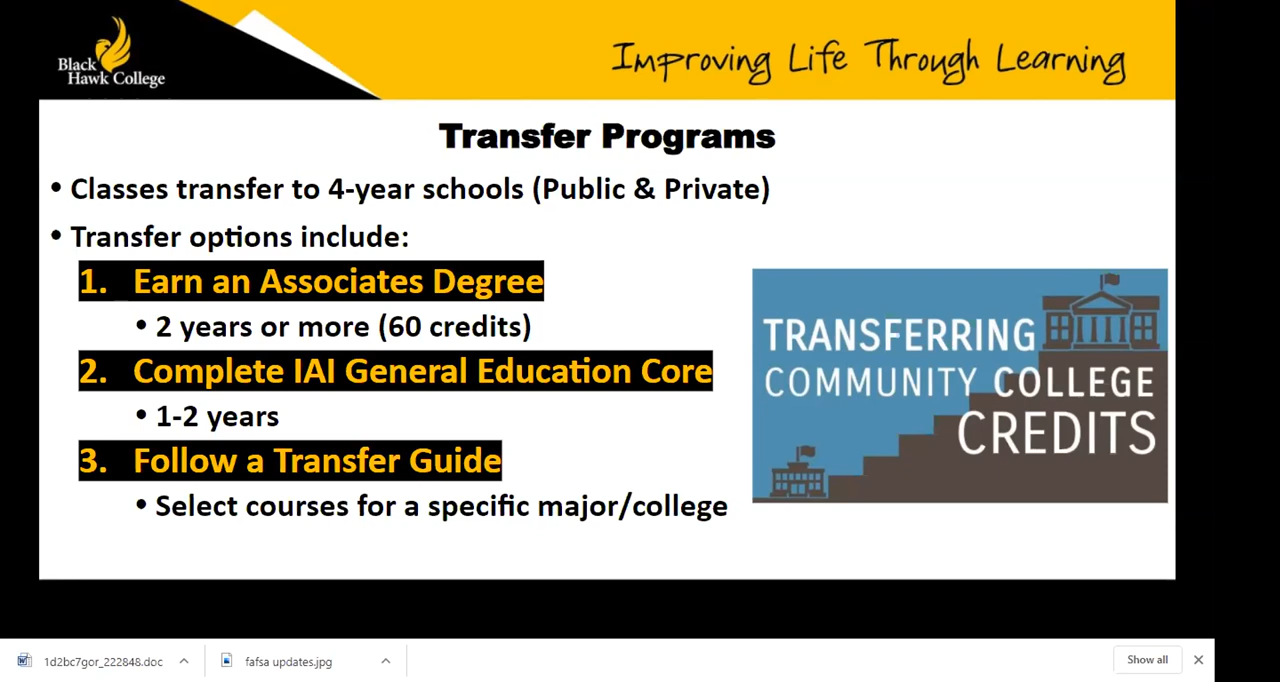 Black
Hawk College
Improving Life Through Learning
Transfer Programs
• Classes transfer to 4-year schools (Public & Private)
• Transfer options include:
1. Earn an Associates Degree
• 2 years or more (60 credits)
2. Complete IAI General Education Core
• 1-2 years
3. Follow a Transfer Guide
• Select courses for a specific major/college
TRANSFERRING
COMMUNITY COLLEGE
CREDITS
1d2bc7gor_222848.doc
fafsa updates.jpg
Show all